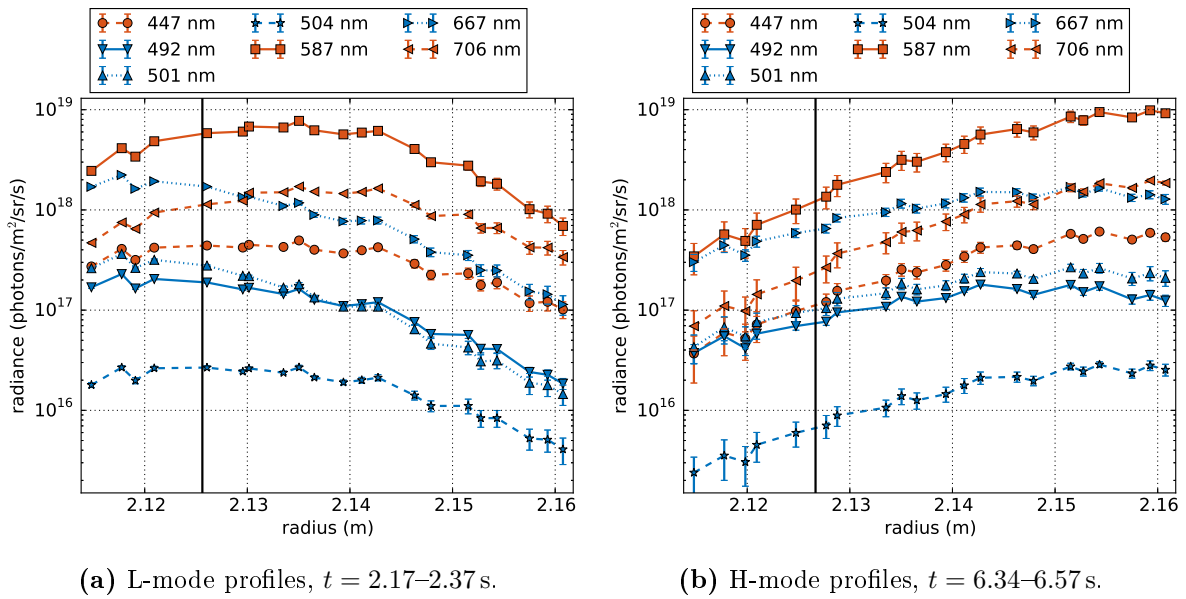 447 nm 504 nm 667 nm
492 nm 587 nm 706 nm
501 nm
10^19
10^18
10^17
10^16
radiance (photons/m²/sr/s)
2.12 2.13 2.14 2.15 2.16
radius (m)
(a) L-mode profiles, t = 2.17–2.37 s.
447 nm 504 nm 667 nm
492 nm 587 nm 706 nm
501 nm
10^19
10^18
10^17
10^16
radiance (photons/m²/sr/s)
2.12 2.13 2.14 2.15 2.16
radius (m)
(b) H-mode profiles, t = 6.34–6.57 s.